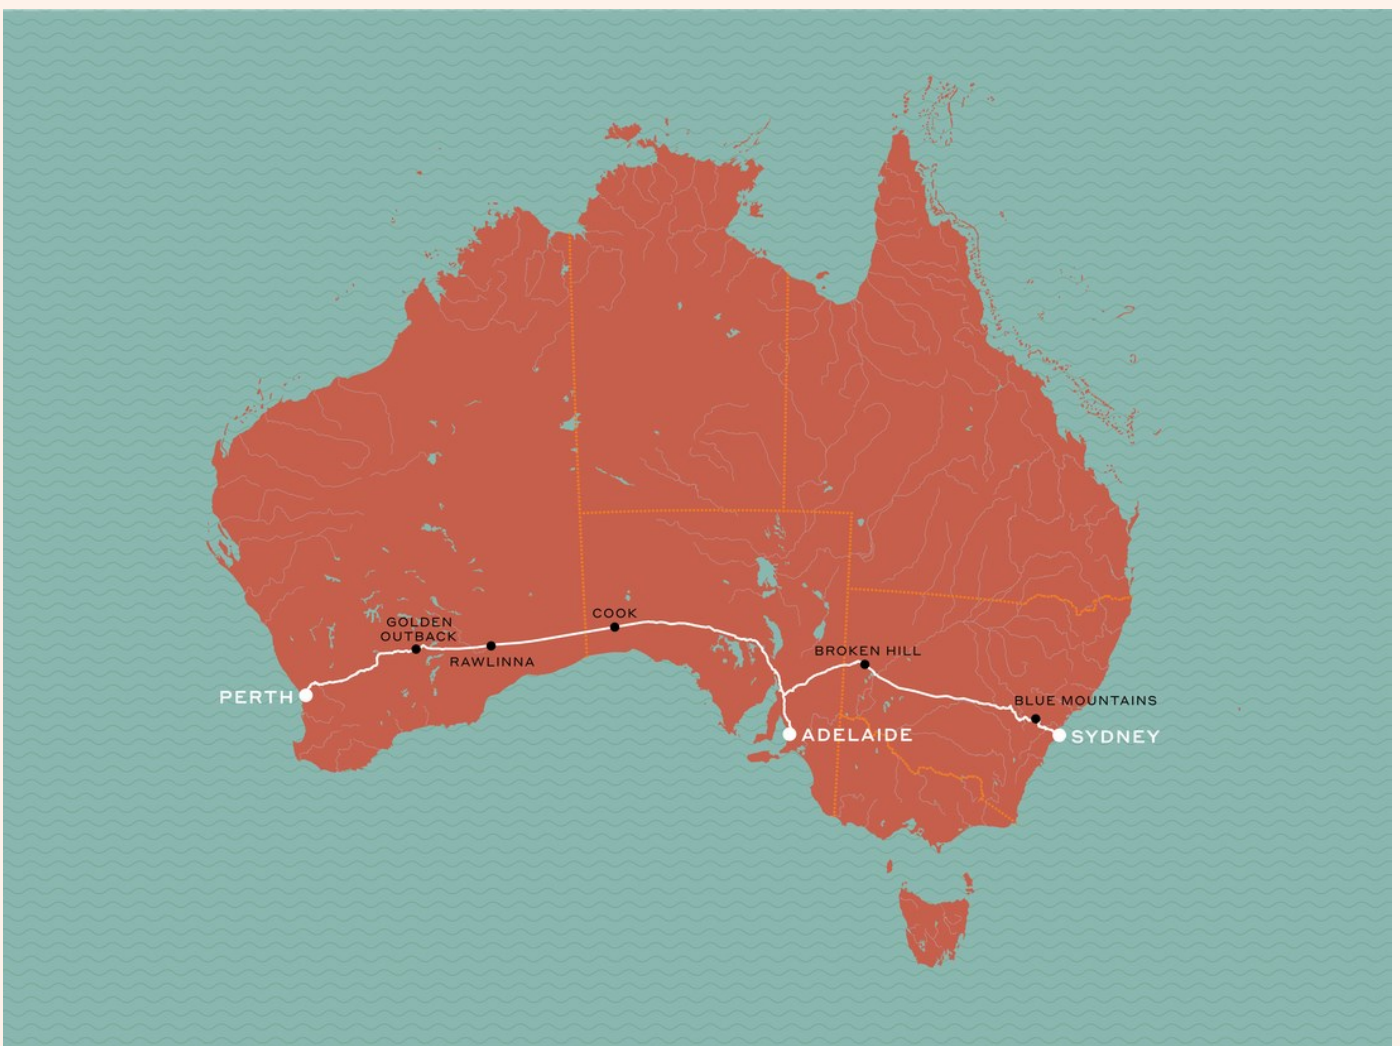 COOK
GOLDEN
OUTBACK
RAWLINNA
BROKEN HILL
PERTH
BLUE MOUNTAINS
ADELAIDE
SYDNEY